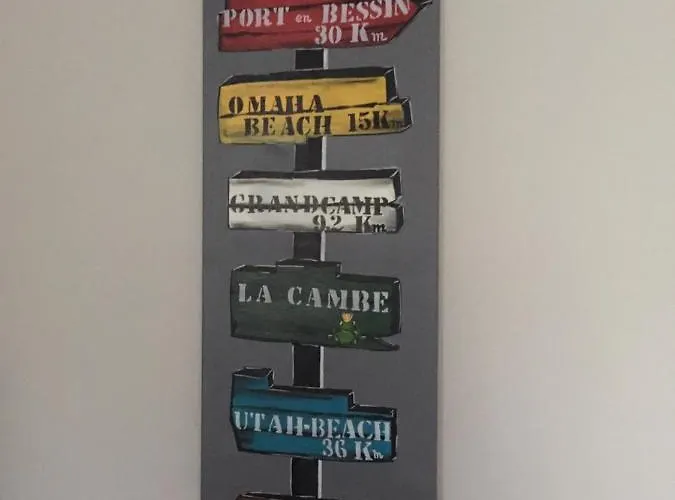 PORT en BESSIN
30 Km
OMAHA
BEACH 15Km
GRANDCAMP
9.2 Km
LA CAMBE
UTAH-BEACH
36 Km